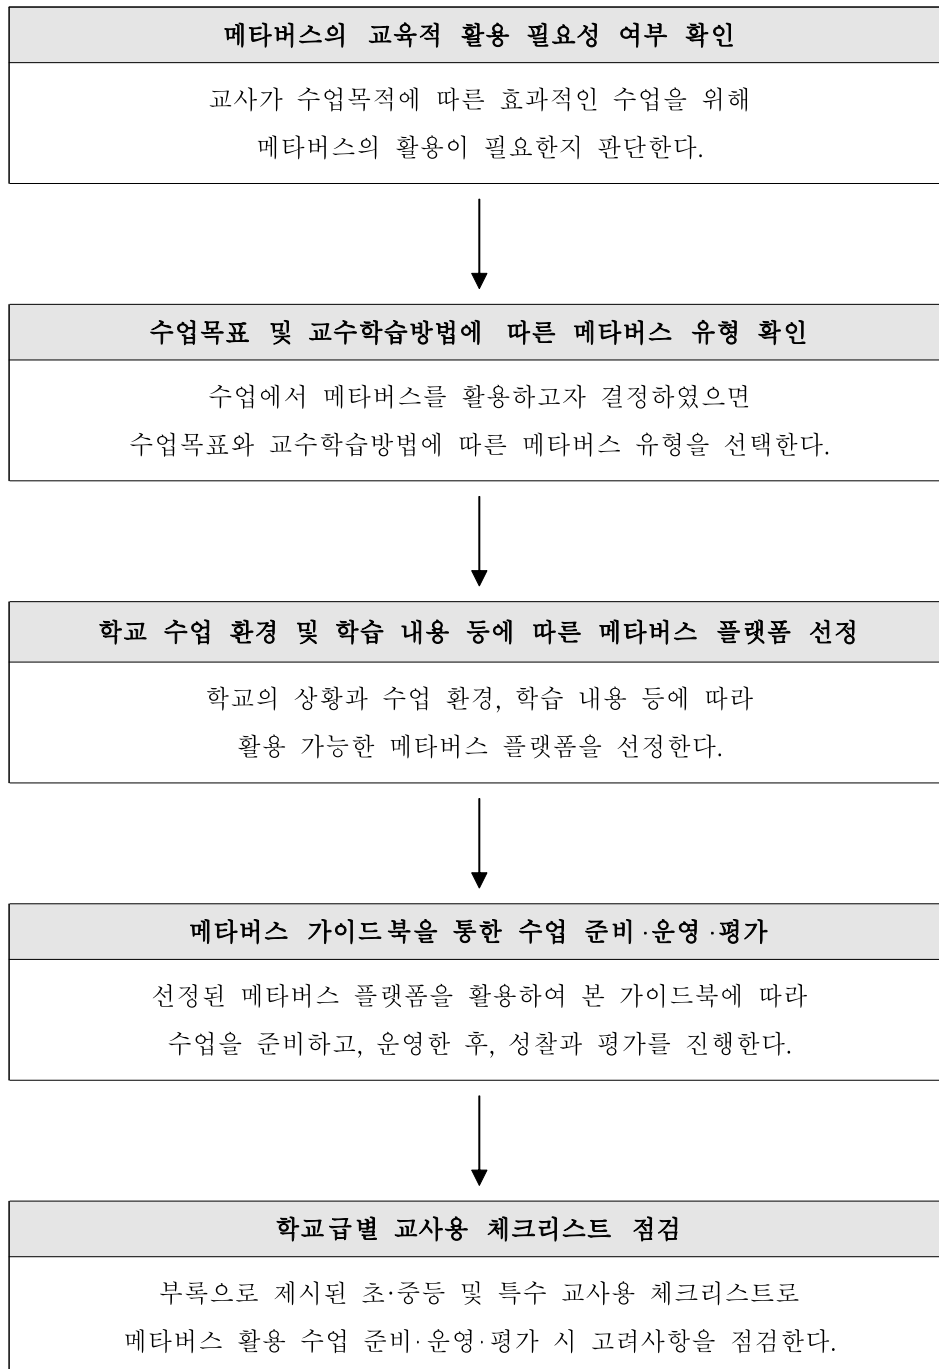 메타버스의 교육적 활용 필요성 여부 확인
교사가 수업목적에 따른 효과적인 수업을 위해
메타버스의 활용이 필요한지 판단한다.
수업목표 및 교수학습방법에 따른 메타버스 유형 확인
수업에서 메타버스를 활용하고자 결정하였으면
수업목표와 교수학습방법에 따른 메타버스 유형을 선택한다.
학교 수업 환경 및 학습 내용 등에 따른 메타버스 플랫폼 선정
학교의 상황과 수업 환경, 학습 내용 등에 따라
활용 가능한 메타버스 플랫폼을 선정한다.
메타버스 가이드북을 통한 수업 준비·운영·평가
선정된 메타버스 플랫폼을 활용하여 본 가이드북에 따라
수업을 준비하고, 운영한 후, 성찰과 평가를 진행한다.
학교급별 교사용 체크리스트 점검
부록으로 제시된 초·중등 및 특수 교사용 체크리스트로
메타버스 활용 수업 준비·운영·평가 시 고려사항을 점검한다.